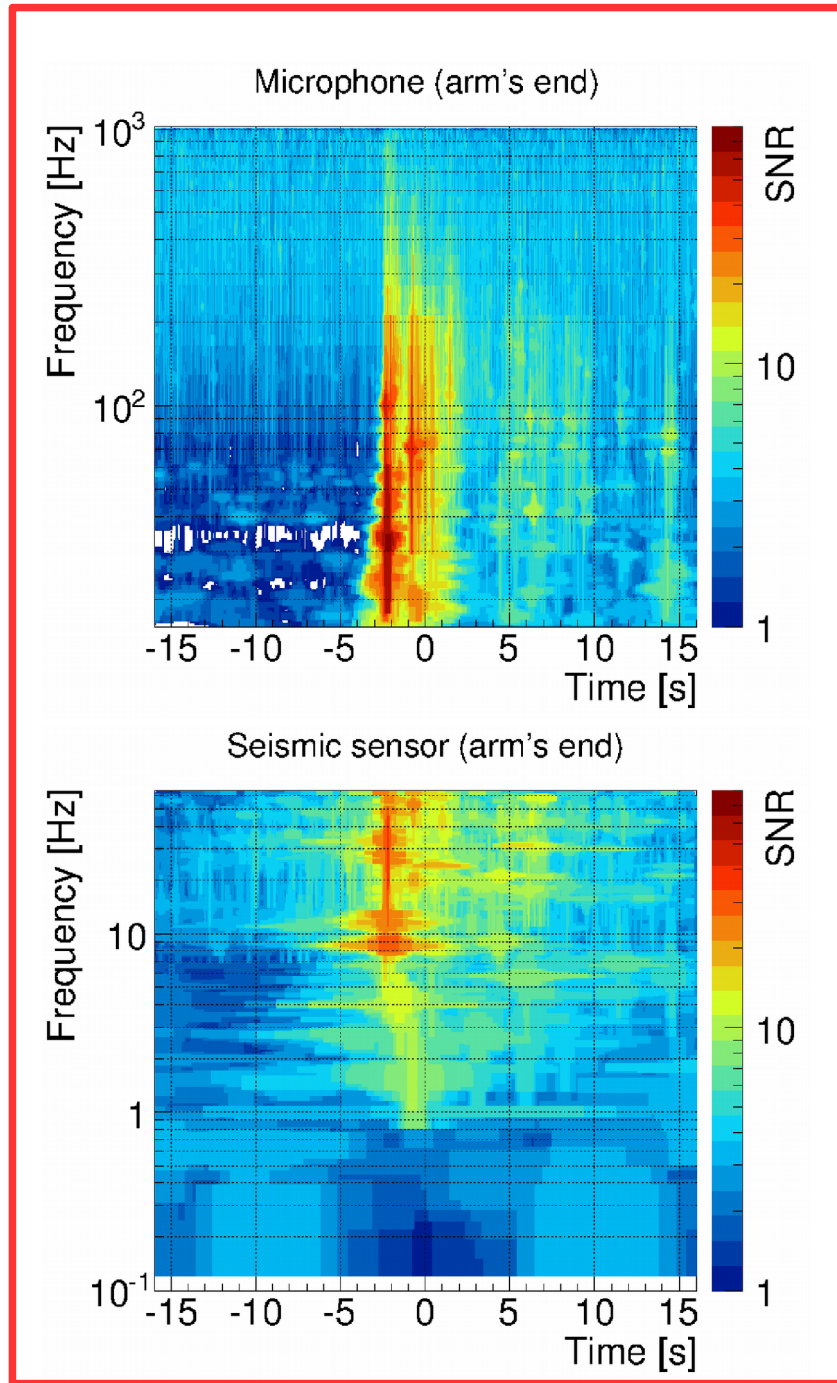 Microphone (arm's end)
Frequency [Hz]
10³
10²
-15 -10 -5 0 5 10 15
Time [s]
SNR
10
1
Seismic sensor (arm's end)
Frequency [Hz]
10
1
10⁻¹
-15 -10 -5 0 5 10 15
Time [s]
SNR
10
1